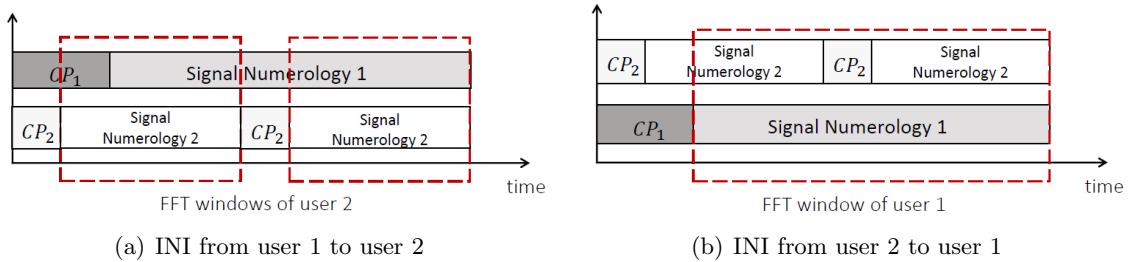 CP₁ Signal Numerology 1
CP₂ Signal Numerology 2 CP₂ Signal Numerology 2
time
FFT windows of user 2
(a) INI from user 1 to user 2
CP₂ Signal Numerology 2 CP₂ Signal Numerology 2
CP₁ Signal Numerology 1
time
FFT window of user 1
(b) INI from user 2 to user 1